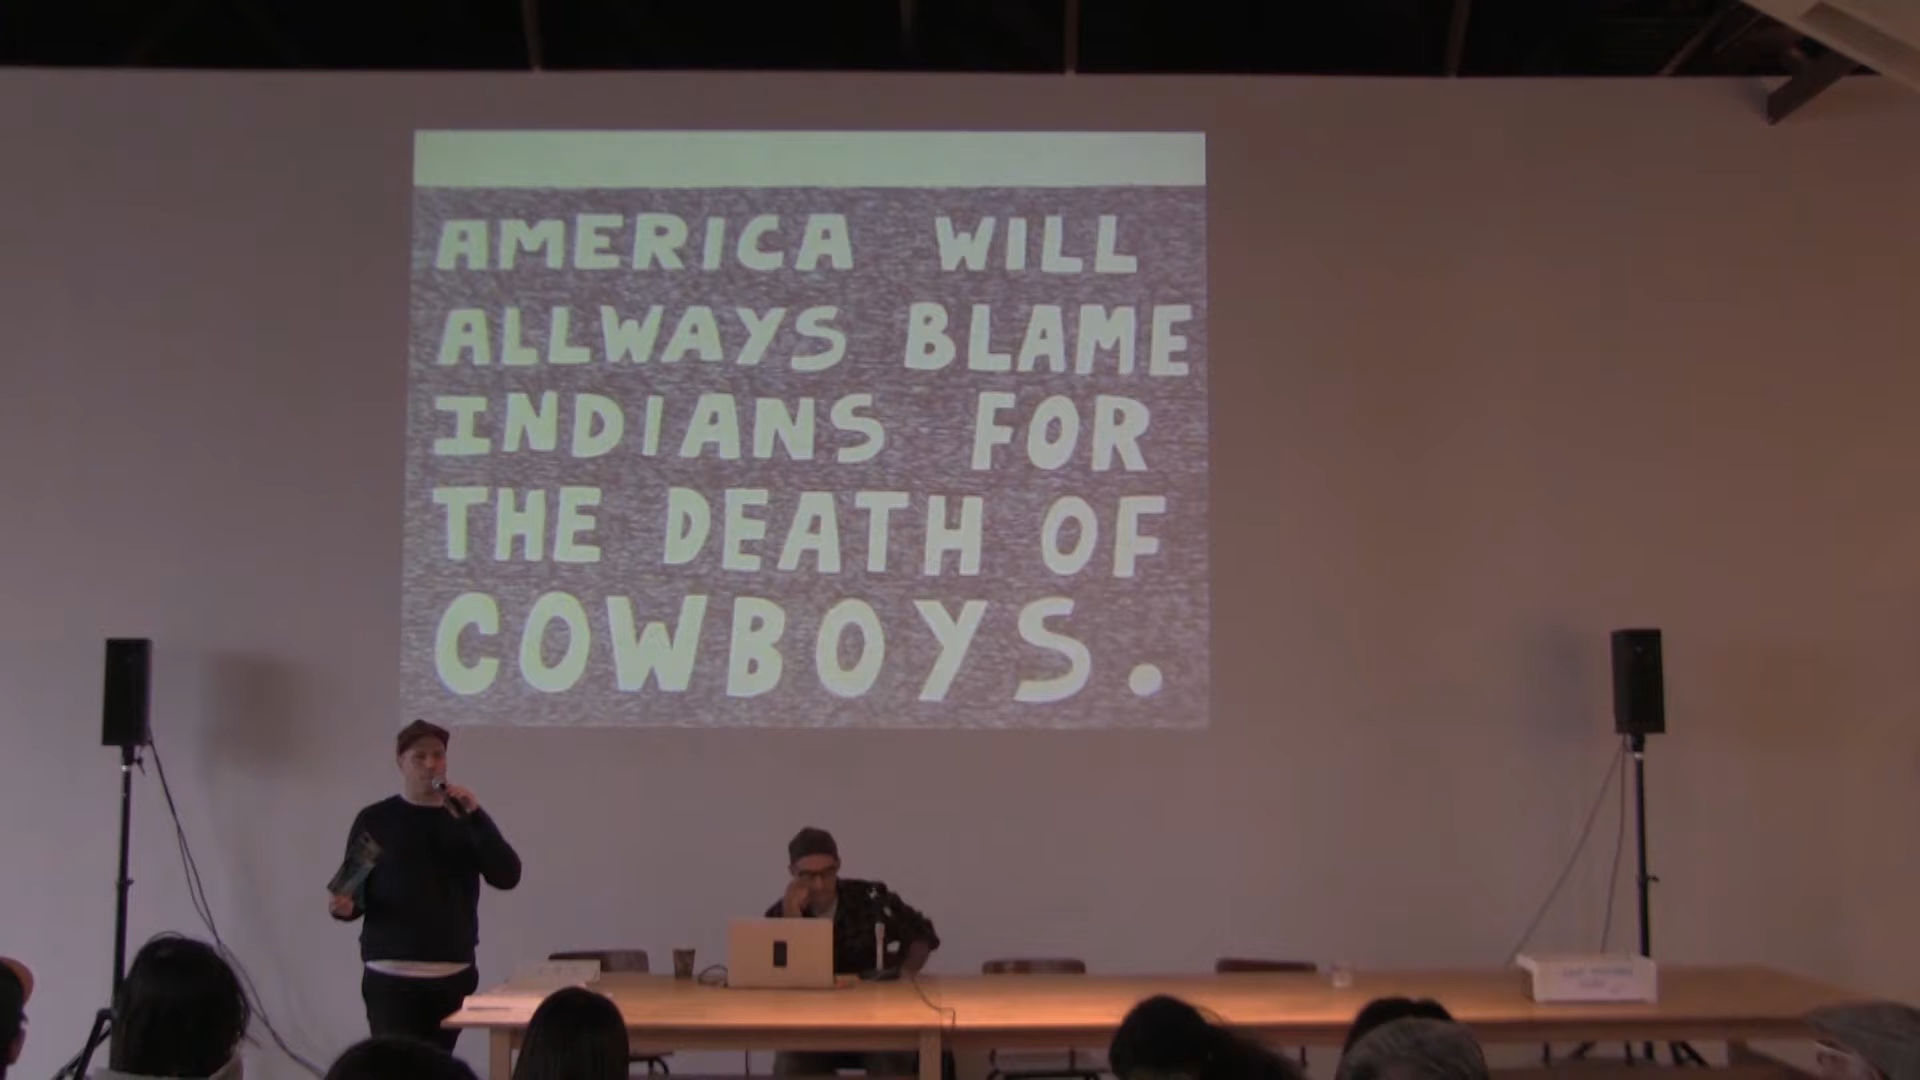 AMERICA WILL
ALLWAYS BLAME
INDIANS FOR
THE DEATH OF
COWBOYS.